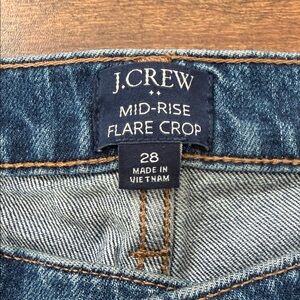 J.CREW
MID-RISE
FLARE CROP
28
MADE IN
VIETNAM